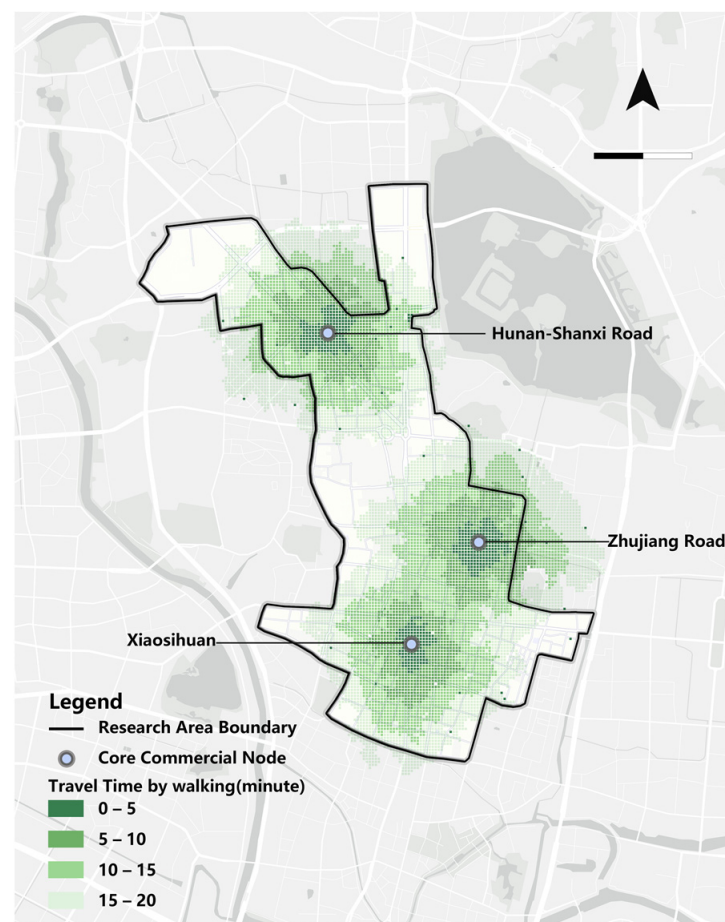 Hunan-Shanxi Road
Zhujiang Road
Xiaosihuan
Legend
Research Area Boundary
Core Commercial Node
Travel Time by walking(minute)
0 – 5
5 – 10
10 – 15
15 – 20